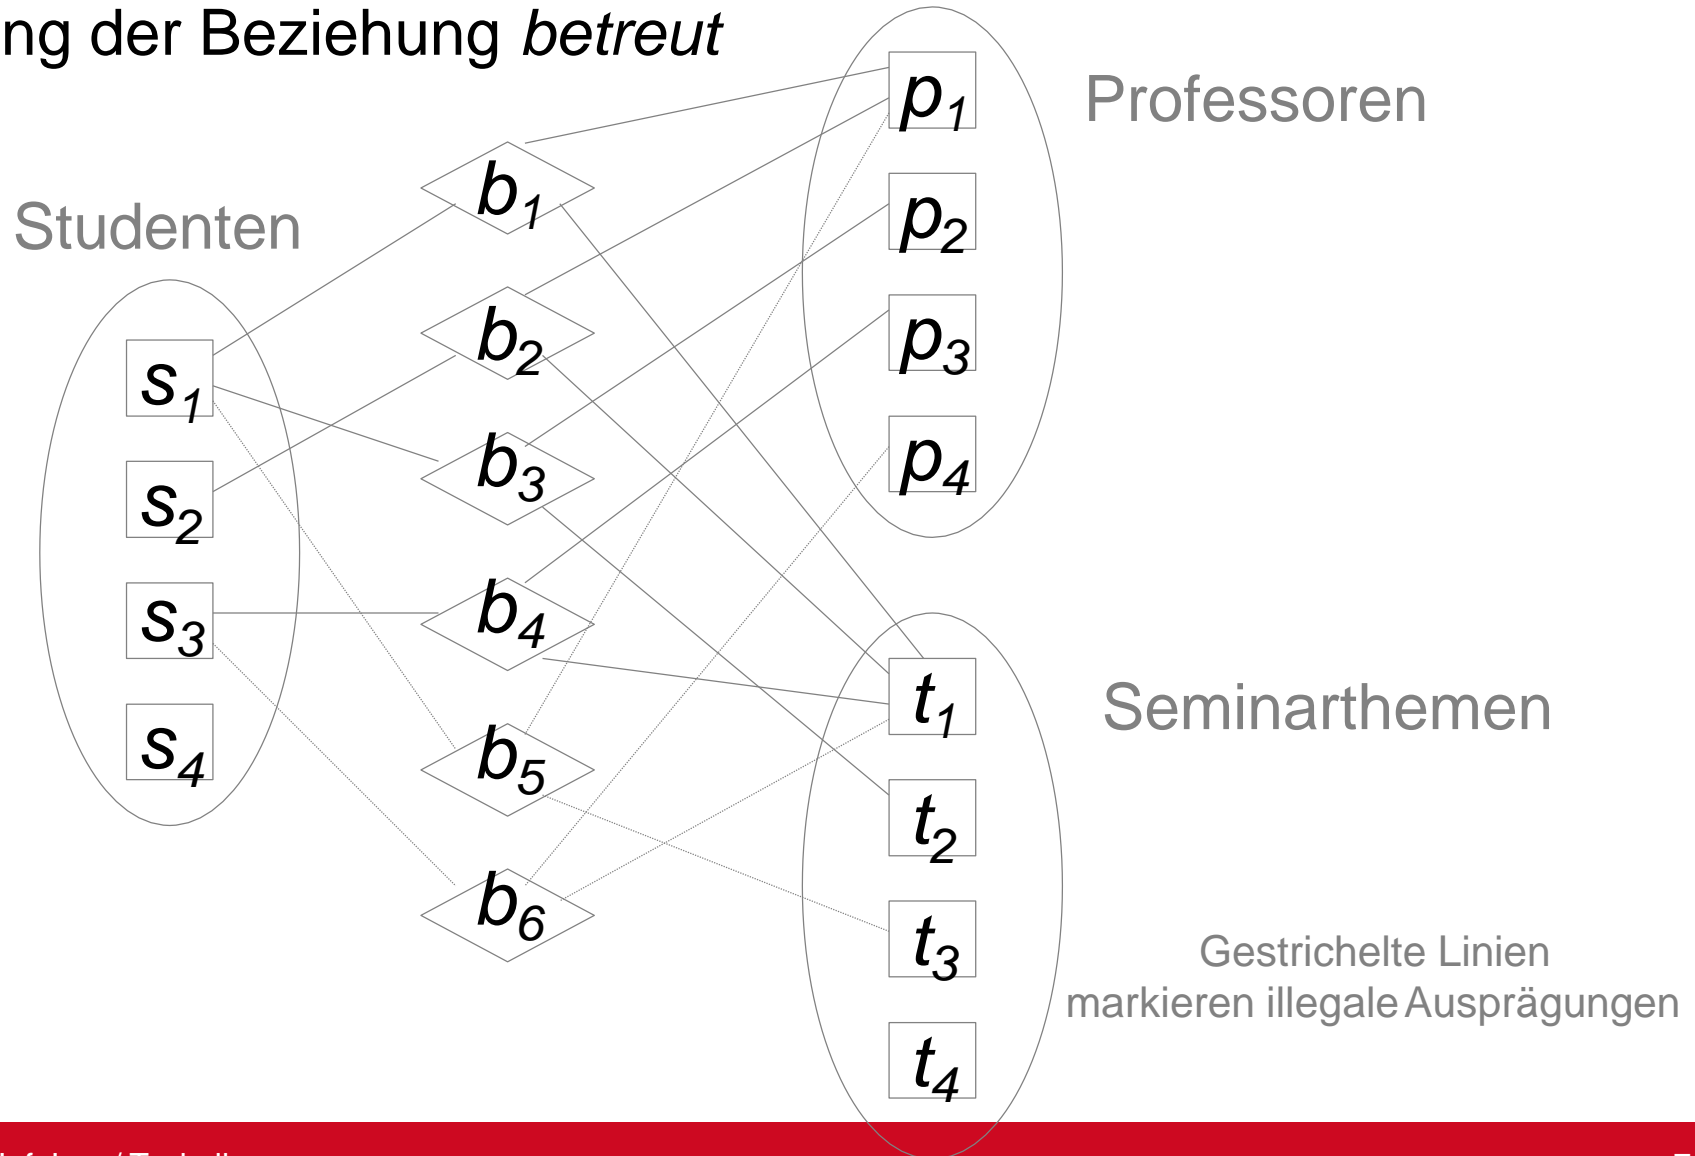 ng der Beziehung betreut
Professoren
Studenten
Seminarthemen
Gestrichelte Linien
markieren illegale Ausprägungen
s1
s2
s3
s4
b1
b2
b3
b4
b5
b6
p1
p2
p3
p4
t1
t2
t3
t4